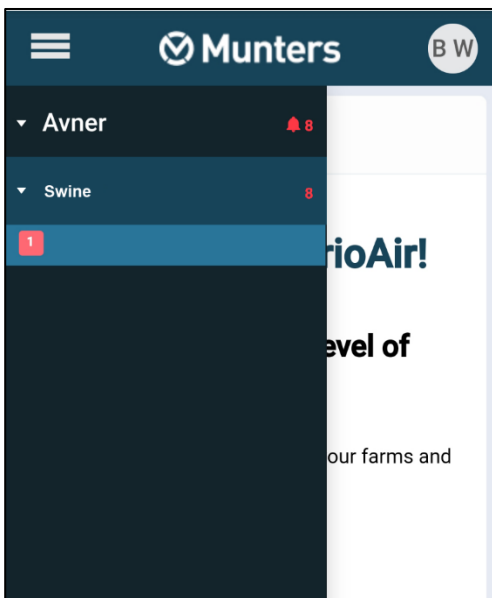 Munters
B W
Avner 8
Swine 8
1
rioAir!
evel of
our farms and